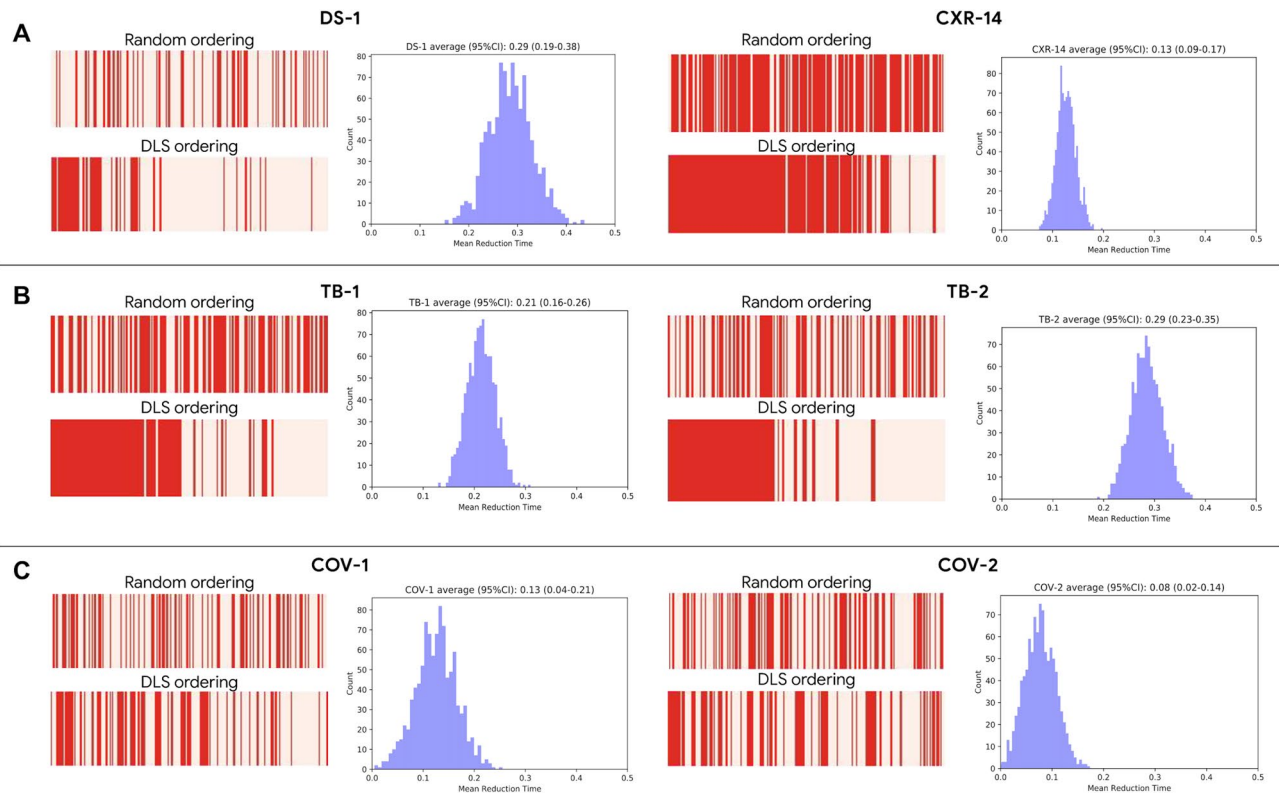 A
DS-1
Random ordering
DLS ordering
DS-1 average (95%CI): 0.29 (0.19-0.38)
80
70
60
50
40
30
20
10
0
Count
0.0 0.1 0.2 0.3 0.4 0.5
Mean Reduction Time
CXR-14
Random ordering
DLS ordering
CXR-14 average (95%CI): 0.13 (0.09-0.17)
80
70
60
50
40
30
20
10
0
Count
0.0 0.1 0.2 0.3 0.4 0.5
Mean Reduction Time
B
TB-1
Random ordering
DLS ordering
TB-1 average (95%CI): 0.21 (0.16-0.26)
80
70
60
50
40
30
20
10
0
Count
0.0 0.1 0.2 0.3 0.4 0.5
Mean Reduction Time
TB-2
Random ordering
DLS ordering
TB-2 average (95%CI): 0.29 (0.23-0.35)
70
60
50
40
30
20
10
0
Count
0.0 0.1 0.2 0.3 0.4 0.5
Mean Reduction Time
C
COV-1
Random ordering
DLS ordering
COV-1 average (95%CI): 0.13 (0.04-0.21)
80
70
60
50
40
30
20
10
0
Count
0.0 0.1 0.2 0.3 0.4 0.5
Mean Reduction Time
COV-2
Random ordering
DLS ordering
COV-2 average (95%CI): 0.08 (0.02-0.14)
70
60
50
40
30
20
10
0
Count
0.0 0.1 0.2 0.3 0.4 0.5
Mean Reduction Time